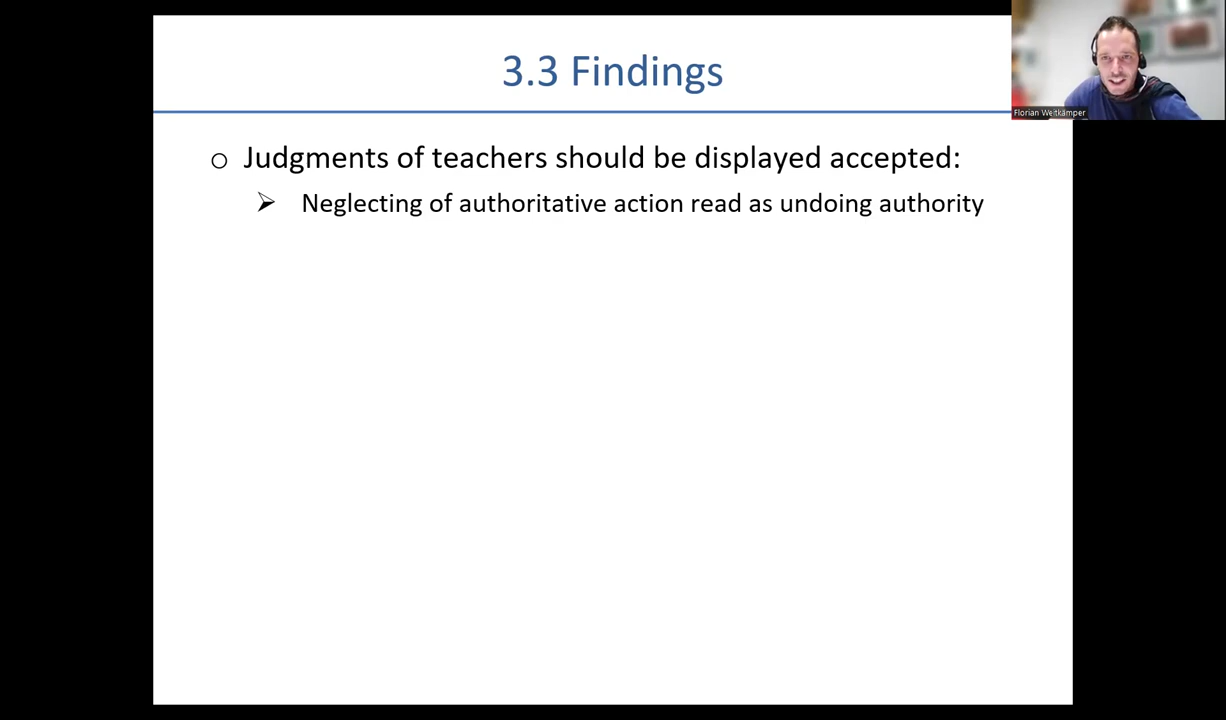 3.3 Findings
Florian Weitkämper
○ Judgments of teachers should be displayed accepted:
➢ Neglecting of authoritative action read as undoing authority